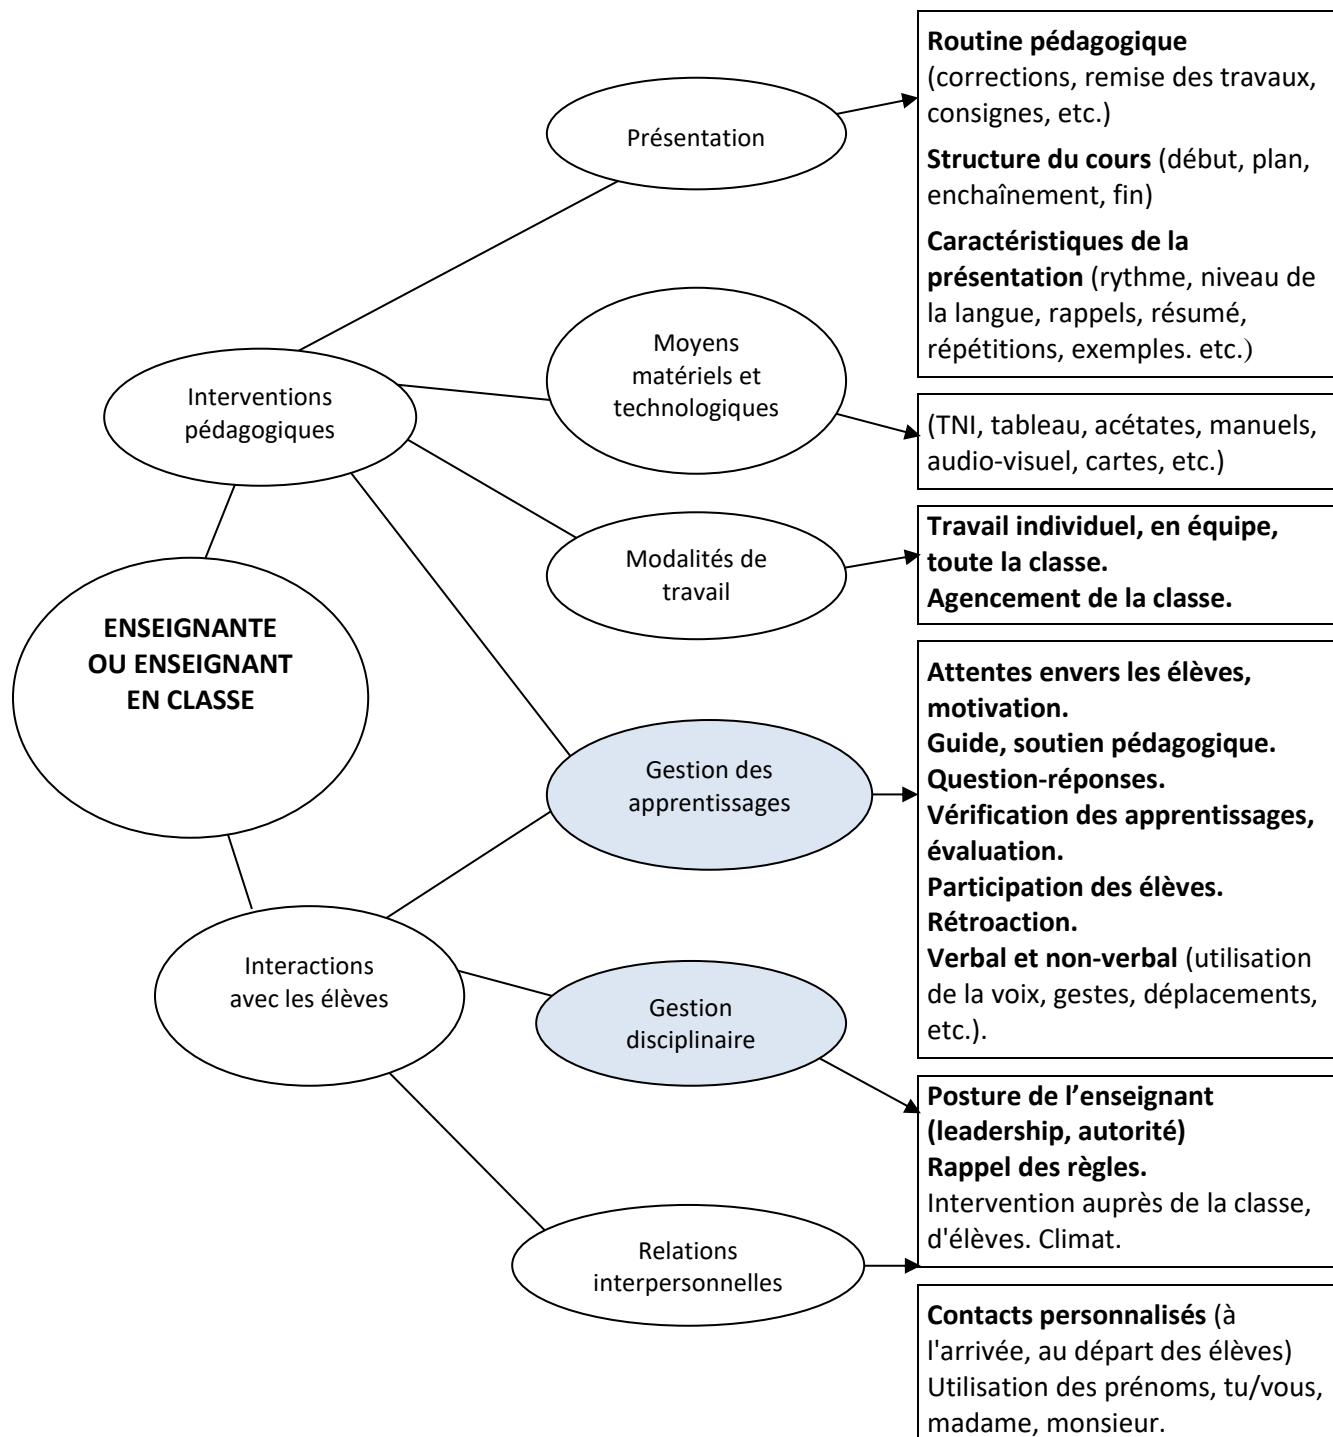 Présentation
Routine pédagogique
(corrections, remise des travaux,
consignes, etc.)
Structure du cours (début, plan,
enchaînement, fin)
Caractéristiques de la
présentation (rythme, niveau de
la langue, rappels, résumé,
répétitions, exemples. etc.)
Interventions
pédagogiques
Moyens
matériels et
technologiques
(TNI, tableau, acétates, manuels,
audio-visuel, cartes, etc.)
Modalités de
travail
Travail individuel, en équipe,
toute la classe.
Agencement de la classe.
ENSEIGNANTE
OU ENSEIGNANT
EN CLASSE
Gestion des
apprentissages
Attentes envers les élèves,
motivation.
Guide, soutien pédagogique.
Question-réponses.
Vérification des apprentissages,
évaluation.
Participation des élèves.
Rétroaction.
Verbal et non-verbal (utilisation
de la voix, gestes, déplacements,
etc.).
Interactions
avec les élèves
Gestion
disciplinaire
Posture de l’enseignant
(leadership, autorité)
Rappel des règles.
Intervention auprès de la classe,
d'élèves. Climat.
Relations
interpersonnelles
Contacts personnalisés (à
l'arrivée, au départ des élèves)
Utilisation des prénoms, tu/vous,
madame, monsieur.